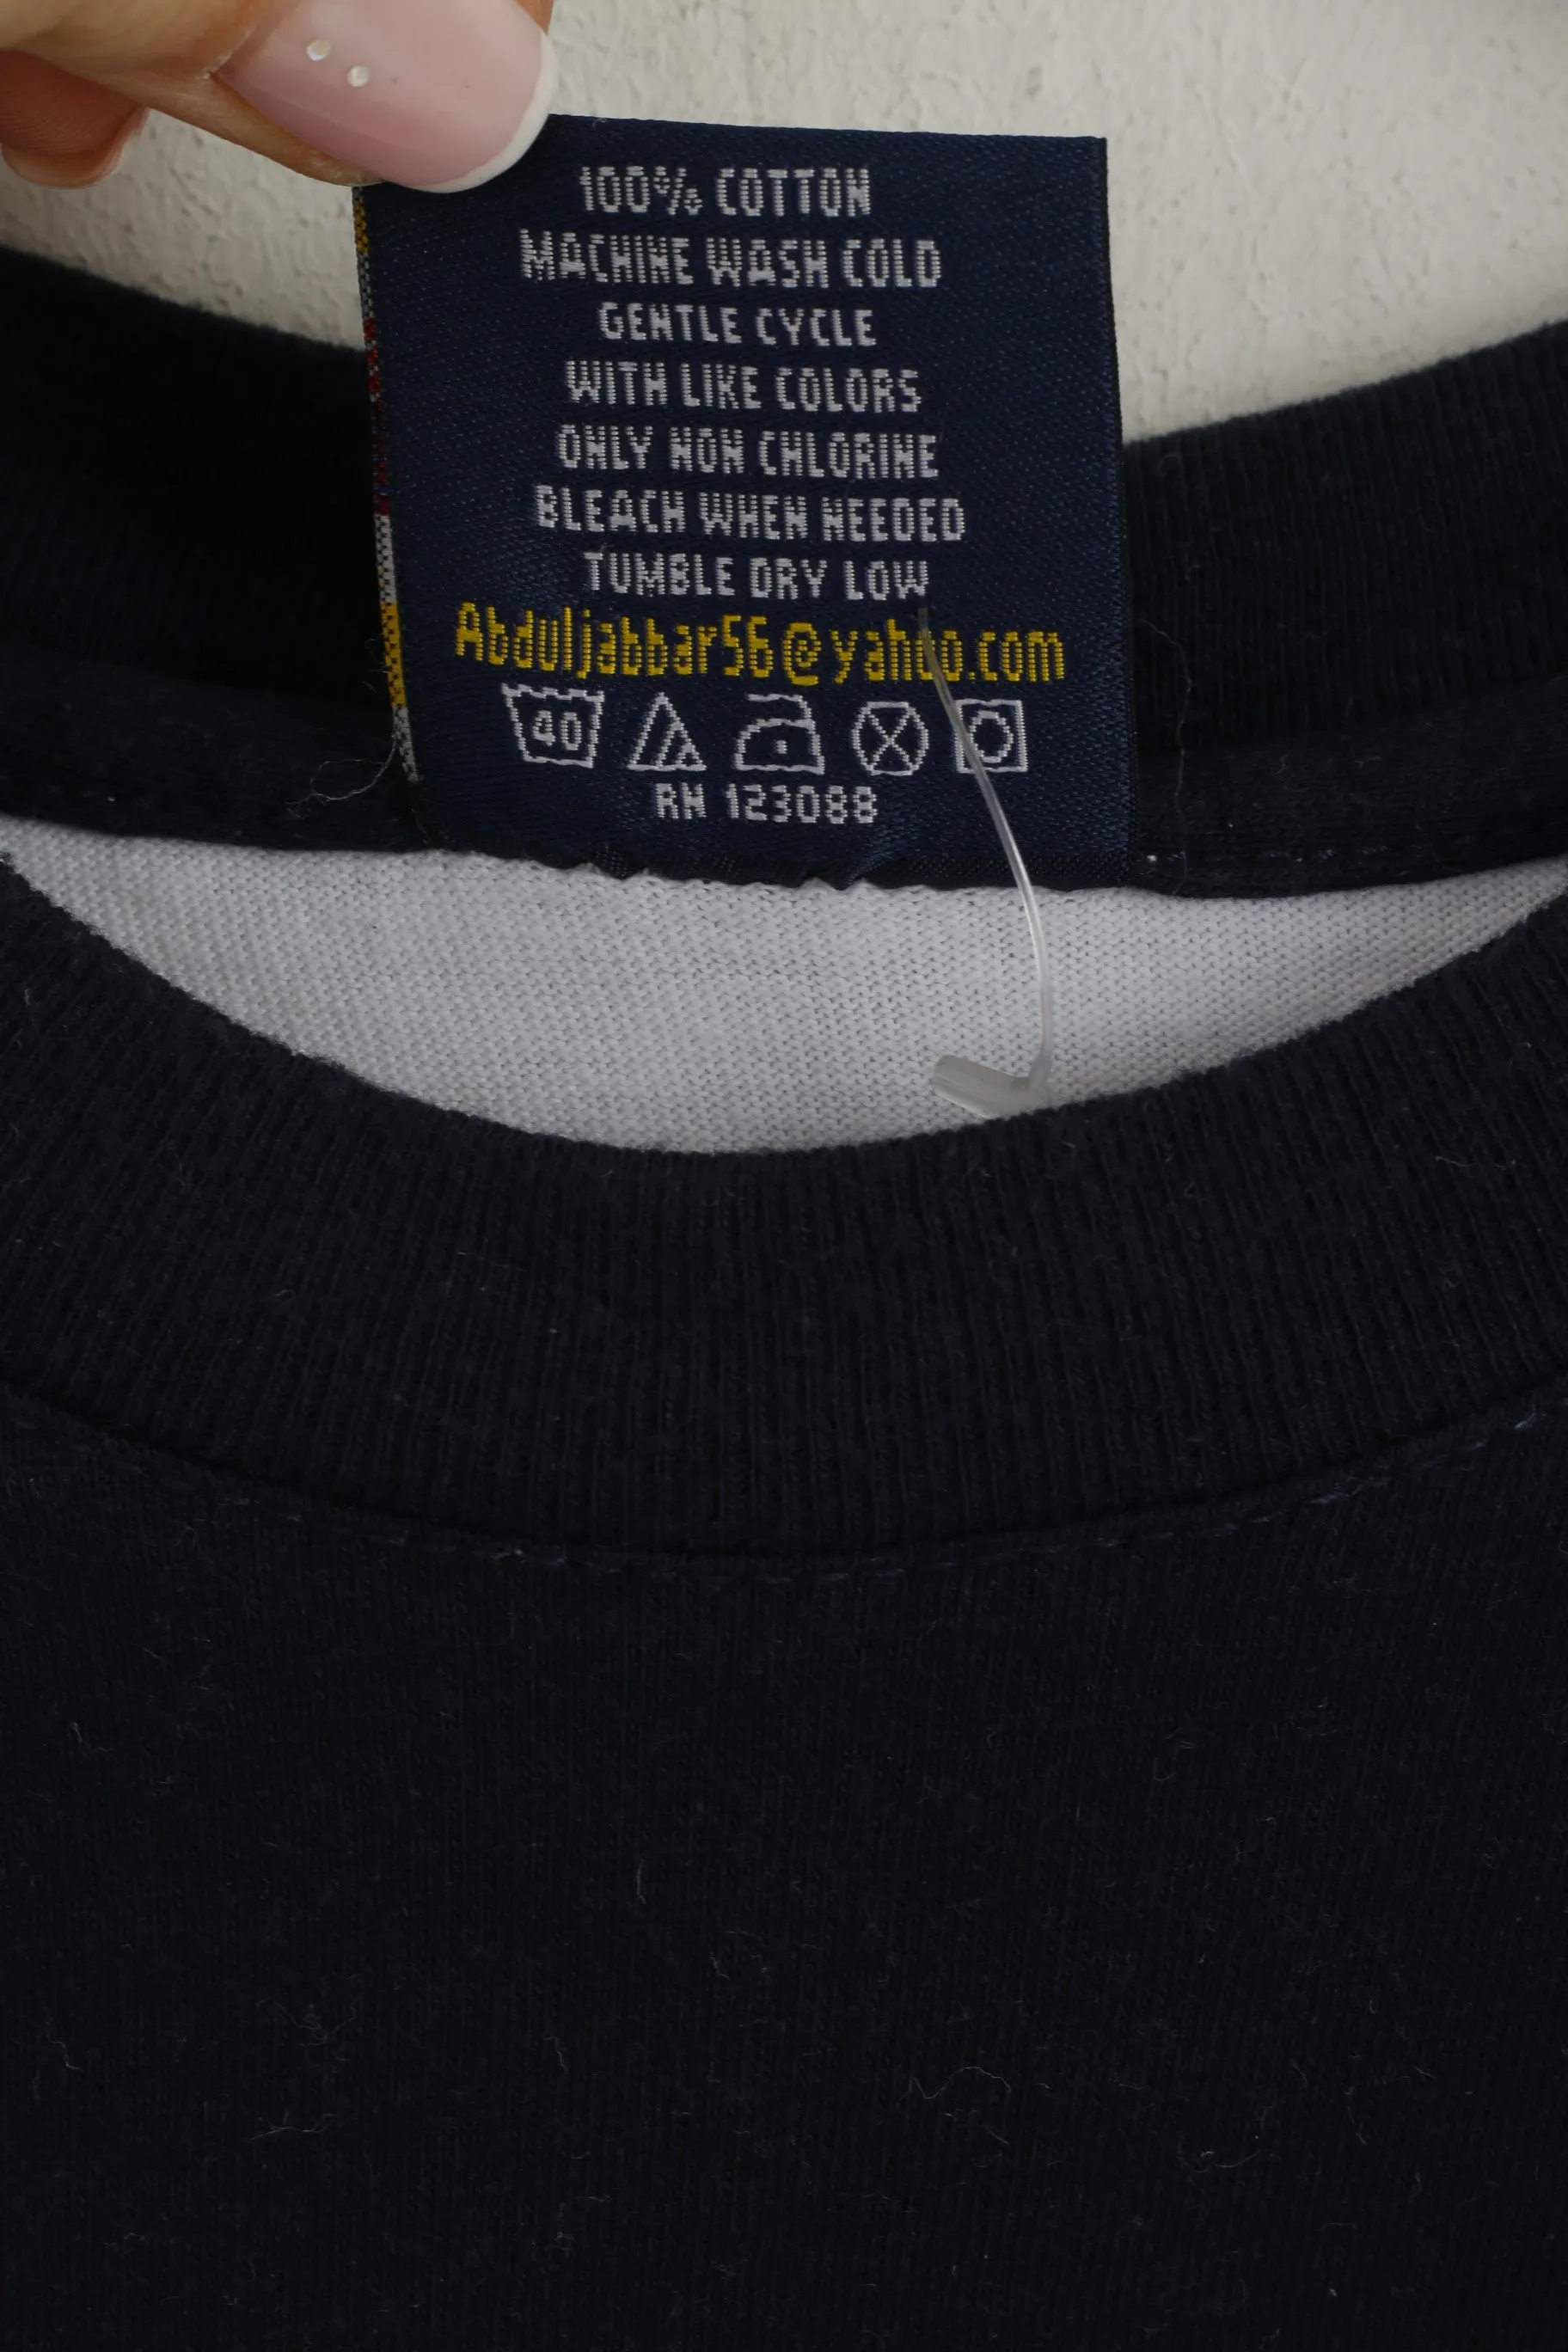 100% COTTON
MACHINE WASH COLD
GENTLE CYCLE
WITH LIKE COLORS
ONLY NON CHLORINE
BLEACH WHEN NEEDED
TUMBLE DRY LOW
Abduljabbar56@yahoo.com
40
RN 123088